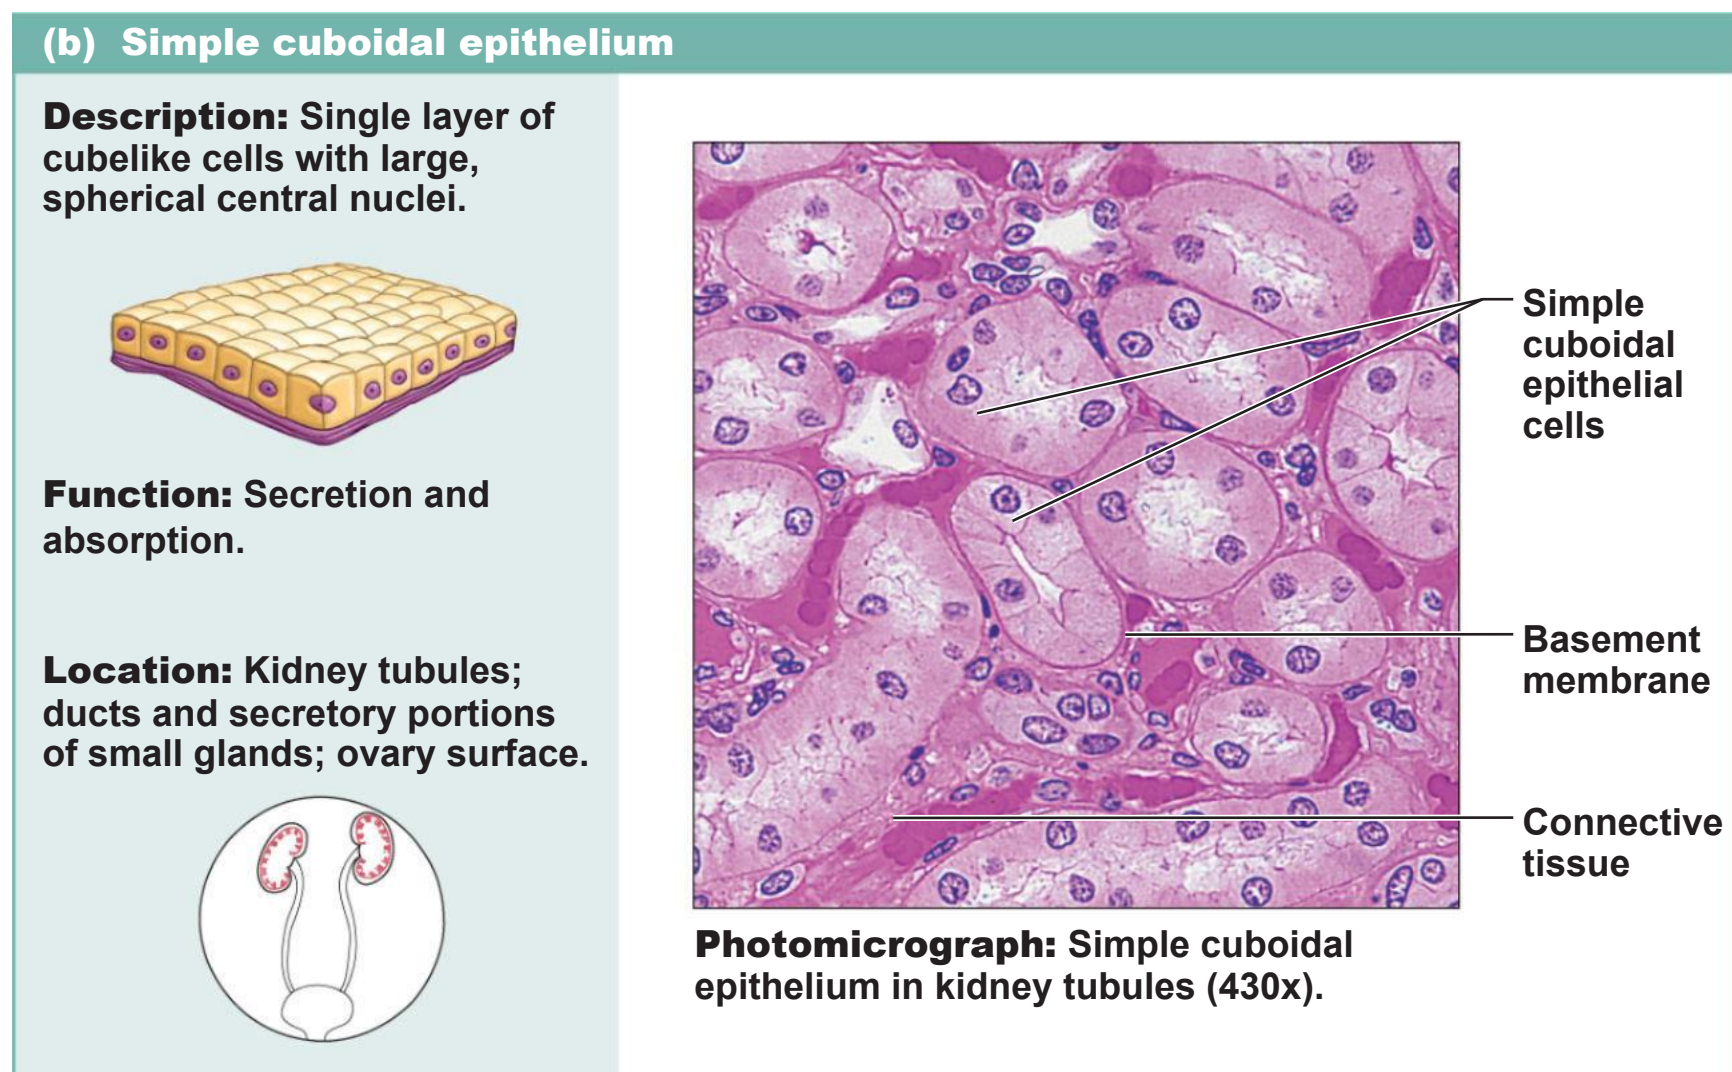 (b) Simple cuboidal epithelium
Description: Single layer of
cubelike cells with large,
spherical central nuclei.
Function: Secretion and
absorption.
Location: Kidney tubules;
ducts and secretory portions
of small glands; ovary surface.
Simple
cuboidal
epithelial
cells
Basement
membrane
Connective
tissue
Photomicrograph: Simple cuboidal
epithelium in kidney tubules (430x).